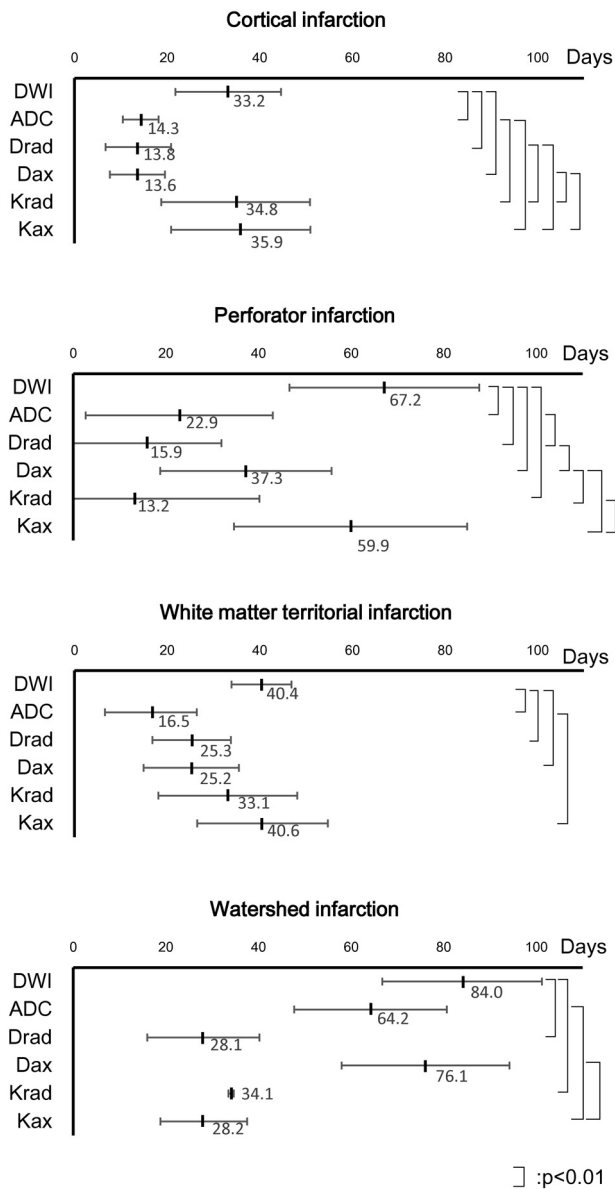 Cortical infarction
0 20 40 60 80 100 Days
DWI 33.2
ADC 14.3
Drad 13.8
Dax 13.6
Krad 34.8
Kax 35.9
Perforator infarction
0 20 40 60 80 100 Days
DWI 67.2
ADC 22.9
Drad 15.9
Dax 37.3
Krad 13.2
Kax 59.9
White matter territorial infarction
0 20 40 60 80 100 Days
DWI 40.4
ADC 16.5
Drad 25.3
Dax 25.2
Krad 33.1
Kax 40.6
Watershed infarction
0 20 40 60 80 100 Days
DWI 84.0
ADC 64.2
Drad 28.1
Dax 76.1
Krad 34.1
Kax 28.2
:p<0.01